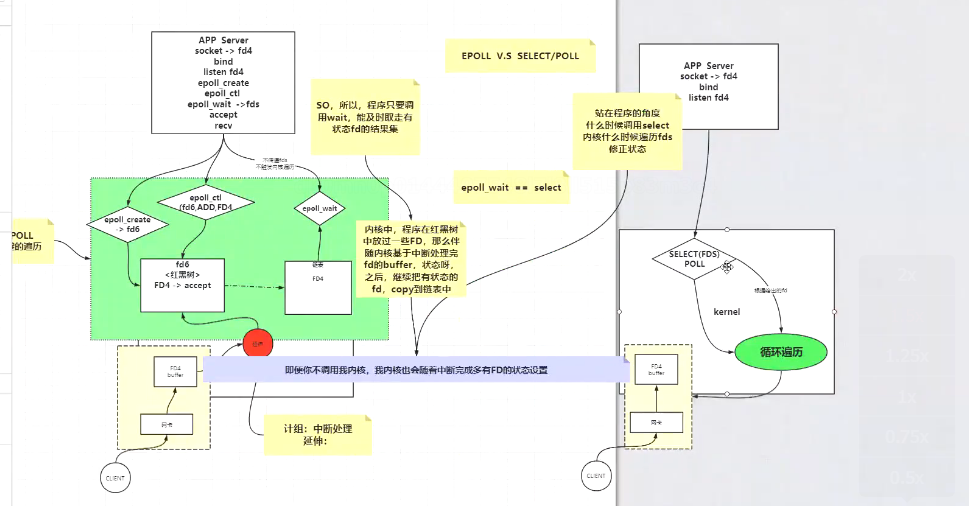 APP Server
socket -> fd4
bind
listen fd4
epoll_create
epoll_ctl
epoll_wait ->fds
accept
recv
EPOLL V.S SELECT/POLL
APP Server
socket -> fd4
bind
listen fd4
SO，所以，程序只要调
用wait，能及时取走有
状态fd的结果集
站在程序的角度
什么时候调用select
内核什么时候遍历fds
修正状态
epoll_wait == select
POLL
的遍历
epoll_create
-> fd6
epoll_ctl
(fd6,ADD,FD4
epoll_wait
fd6
<红黑树>
FD4 -> accept
链表
FD4
内核中，程序在红黑树
中放过一些FD，那么伴
随内核基于中断处理完
fd的buffer，状态呀，
之后，继续把有状态的
fd，copy到链表中
SELECT(FDS)
POLL
kernel
循环遍历
即使你不调用我内核，我内核也会随着中断完成多有FD的状态设置
FD4
buffer
网卡
CLIENT
计组：中断处理
延伸：
FD4
buffer
网卡
CLIENT
2x
1x
0.75x
0.5x